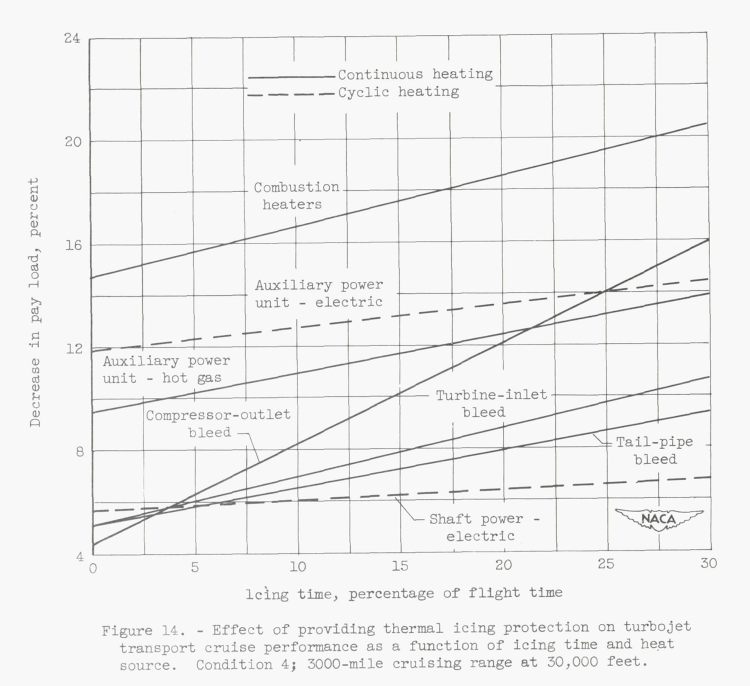 24
20
16
12
8
4
Decrease in pay load, percent
Continuous heating
Cyclic heating
Combustion
heaters
Auxiliary power
unit - electric
Auxiliary power
unit - hot gas
Compressor-outlet
bleed
Turbine-inlet
bleed
Tail-pipe
bleed
Shaft power -
electric
NACA
0 5 10 15 20 25 30
Icing time, percentage of flight time
Figure 14. - Effect of providing thermal icing protection on turbojet
transport cruise performance as a function of icing time and heat
source. Condition 4; 3000-mile cruising range at 30,000 feet.